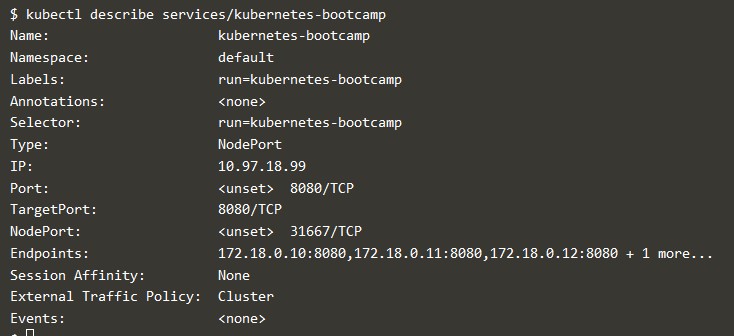 $ kubectl describe services/kubernetes-bootcamp
Name:                     kubernetes-bootcamp
Namespace:                default
Labels:                   run=kubernetes-bootcamp
Annotations:              <none>
Selector:                 run=kubernetes-bootcamp
Type:                     NodePort
IP:                       10.97.18.99
Port:                     <unset>  8080/TCP
TargetPort:               8080/TCP
NodePort:                 <unset>  31667/TCP
Endpoints:                172.18.0.10:8080,172.18.0.11:8080,172.18.0.12:8080 + 1 more...
Session Affinity:         None
External Traffic Policy:  Cluster
Events:                   <none>
$